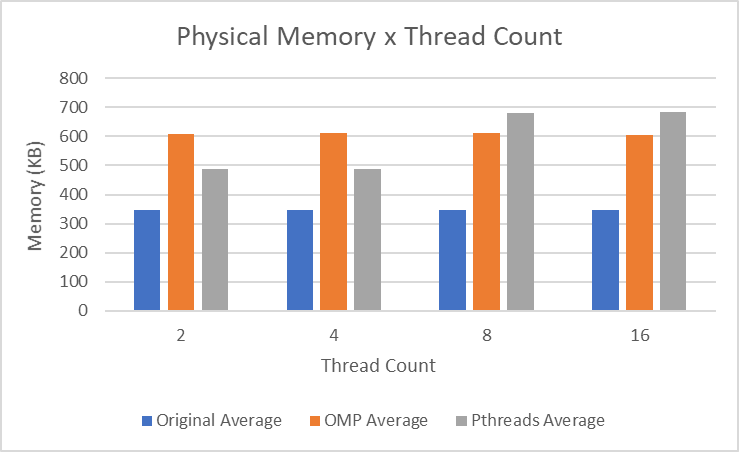 Physical Memory x Thread Count
Memory (KB)
800
700
600
500
400
300
200
100
0
2 4 8 16
Thread Count
Original Average OMP Average Pthreads Average